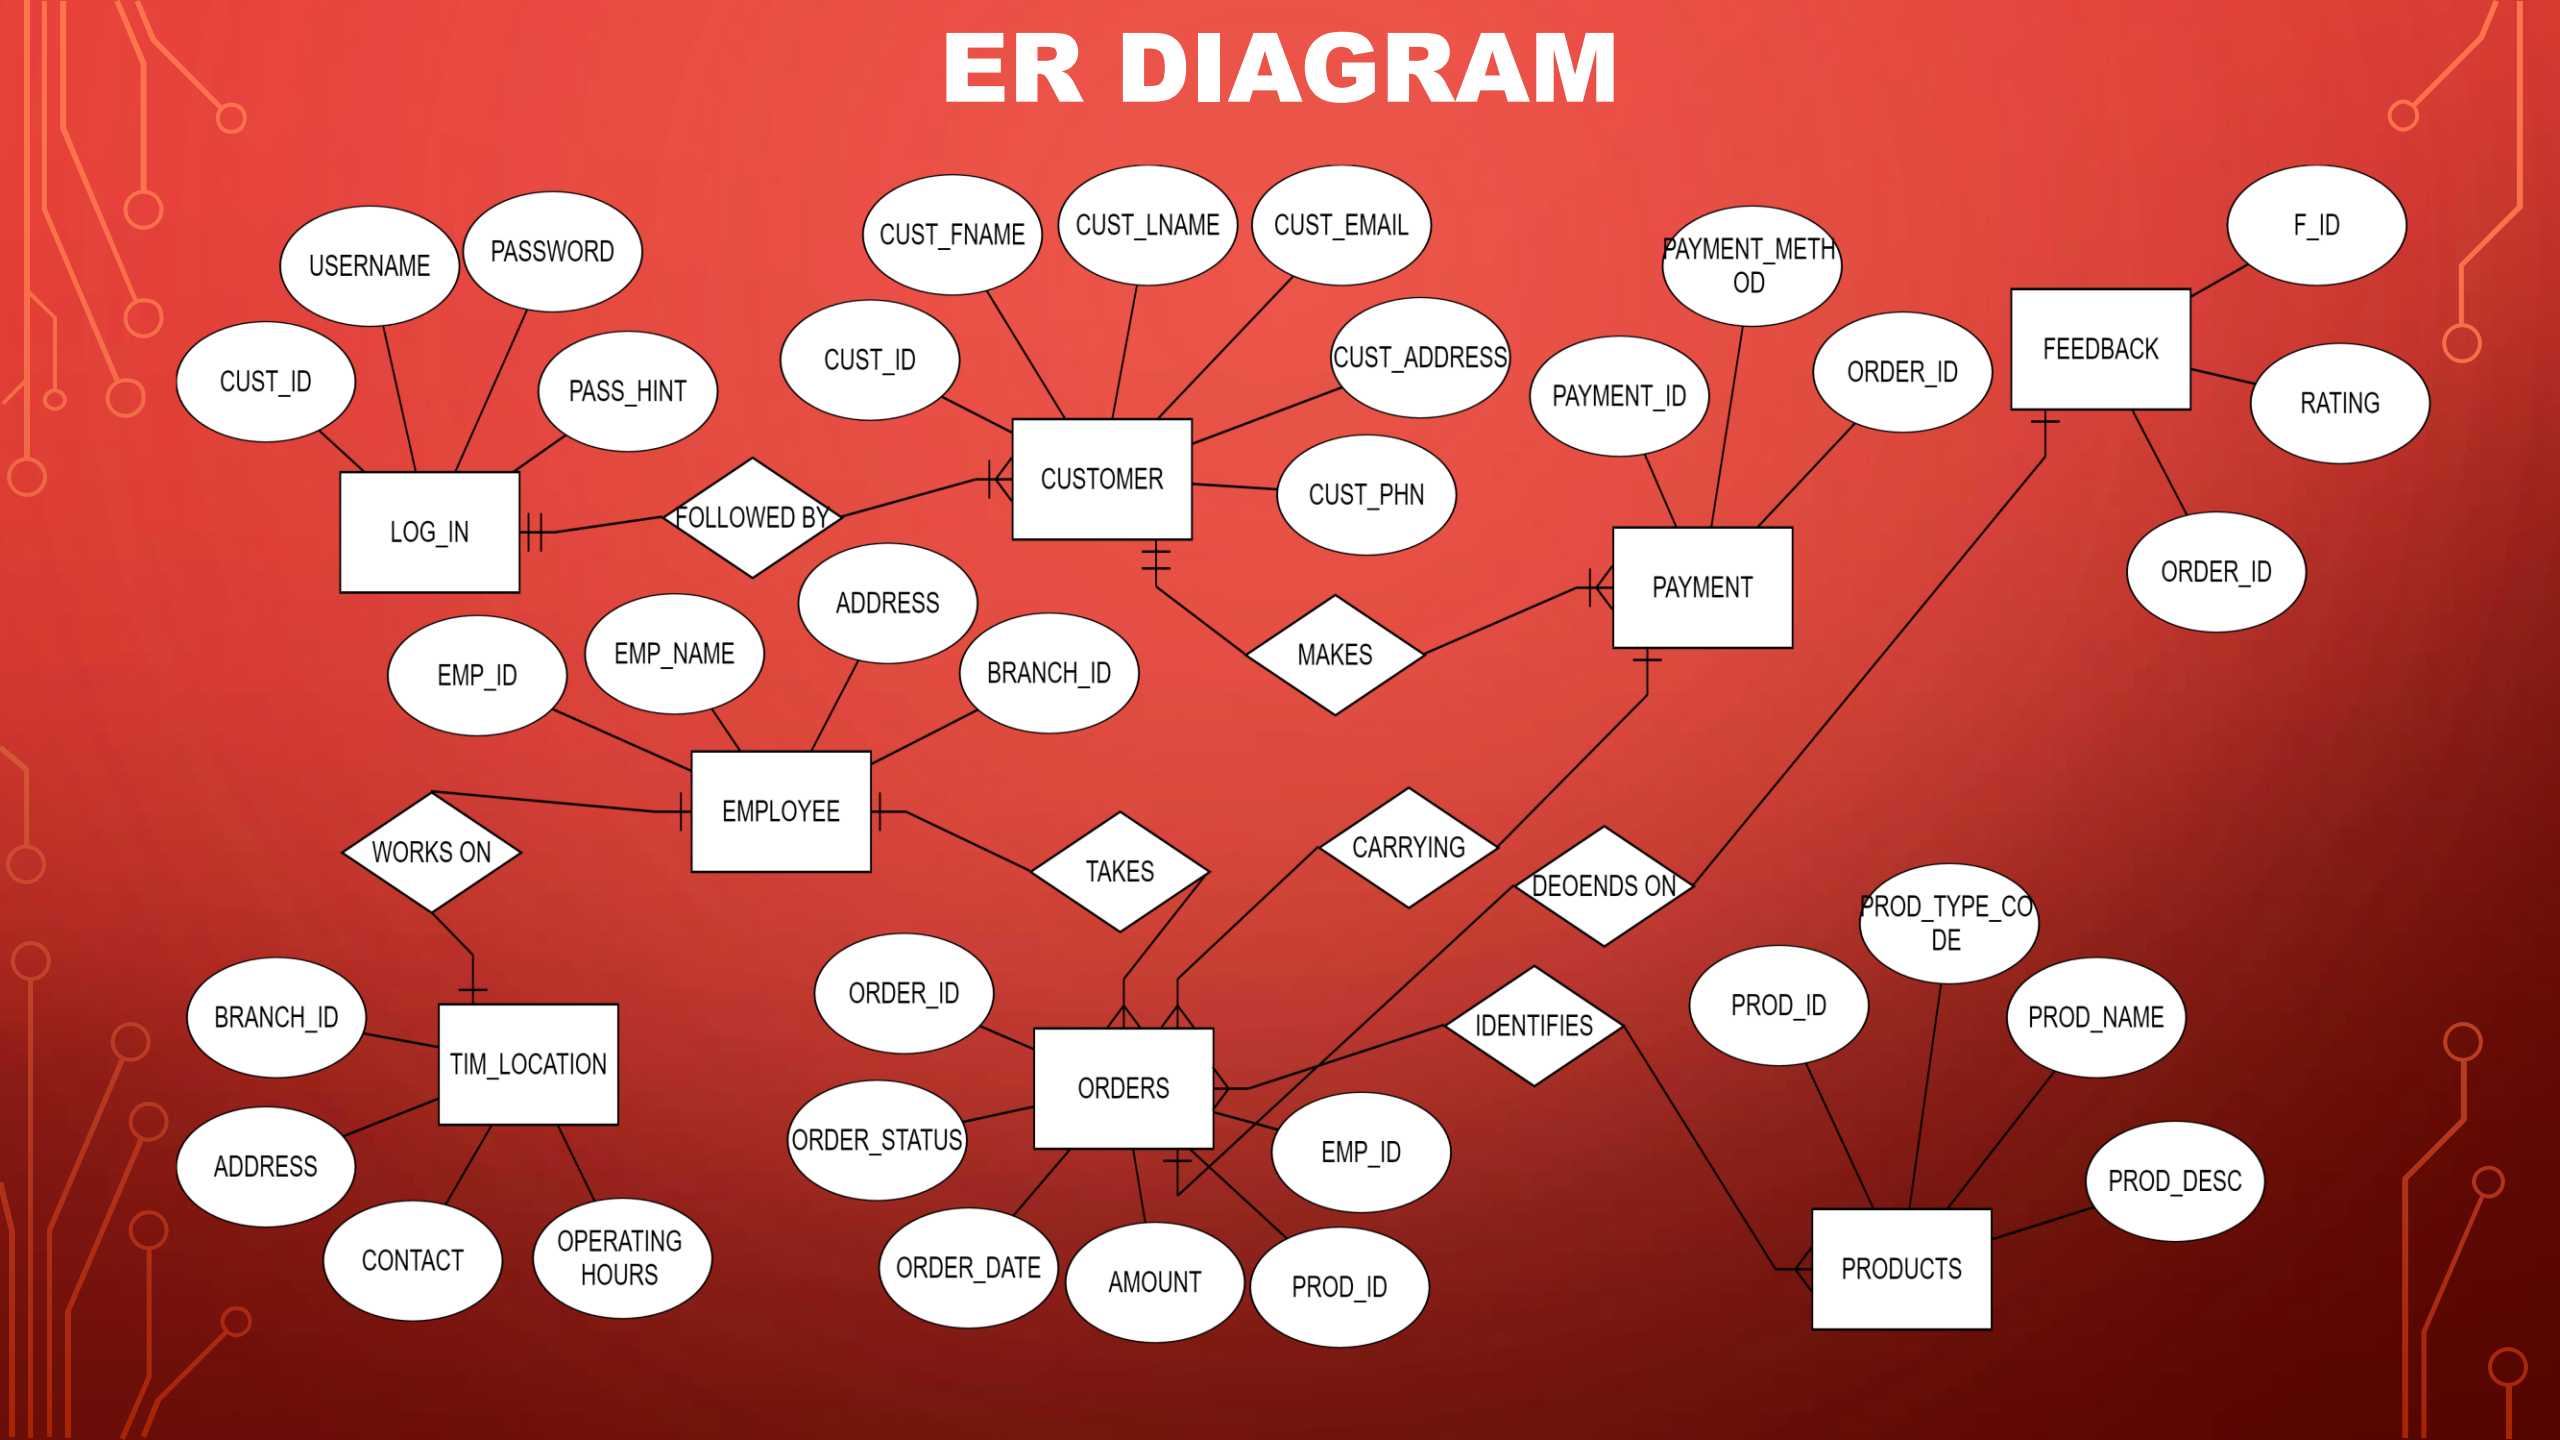 ER DIAGRAM
USERNAME
PASSWORD
CUST_ID
PASS_HINT
LOG_IN
FOLLOWED BY
CUST_FNAME
CUST_LNAME
CUST_EMAIL
CUST_ID
CUST_ADDRESS
CUSTOMER
CUST_PHN
PAYMENT_METH
OD
PAYMENT_ID
ORDER_ID
PAYMENT
MAKES
F_ID
FEEDBACK
RATING
ORDER_ID
EMP_ID
EMP_NAME
ADDRESS
BRANCH_ID
EMPLOYEE
WORKS ON
TAKES
CARRYING
DEOENDS ON
BRANCH_ID
TIM_LOCATION
ADDRESS
CONTACT
OPERATING
HOURS
ORDER_ID
ORDERS
IDENTIFIES
ORDER_STATUS
EMP_ID
ORDER_DATE
AMOUNT
PROD_ID
PROD_TYPE_CO
DE
PROD_ID
PROD_NAME
PROD_DESC
PRODUCTS